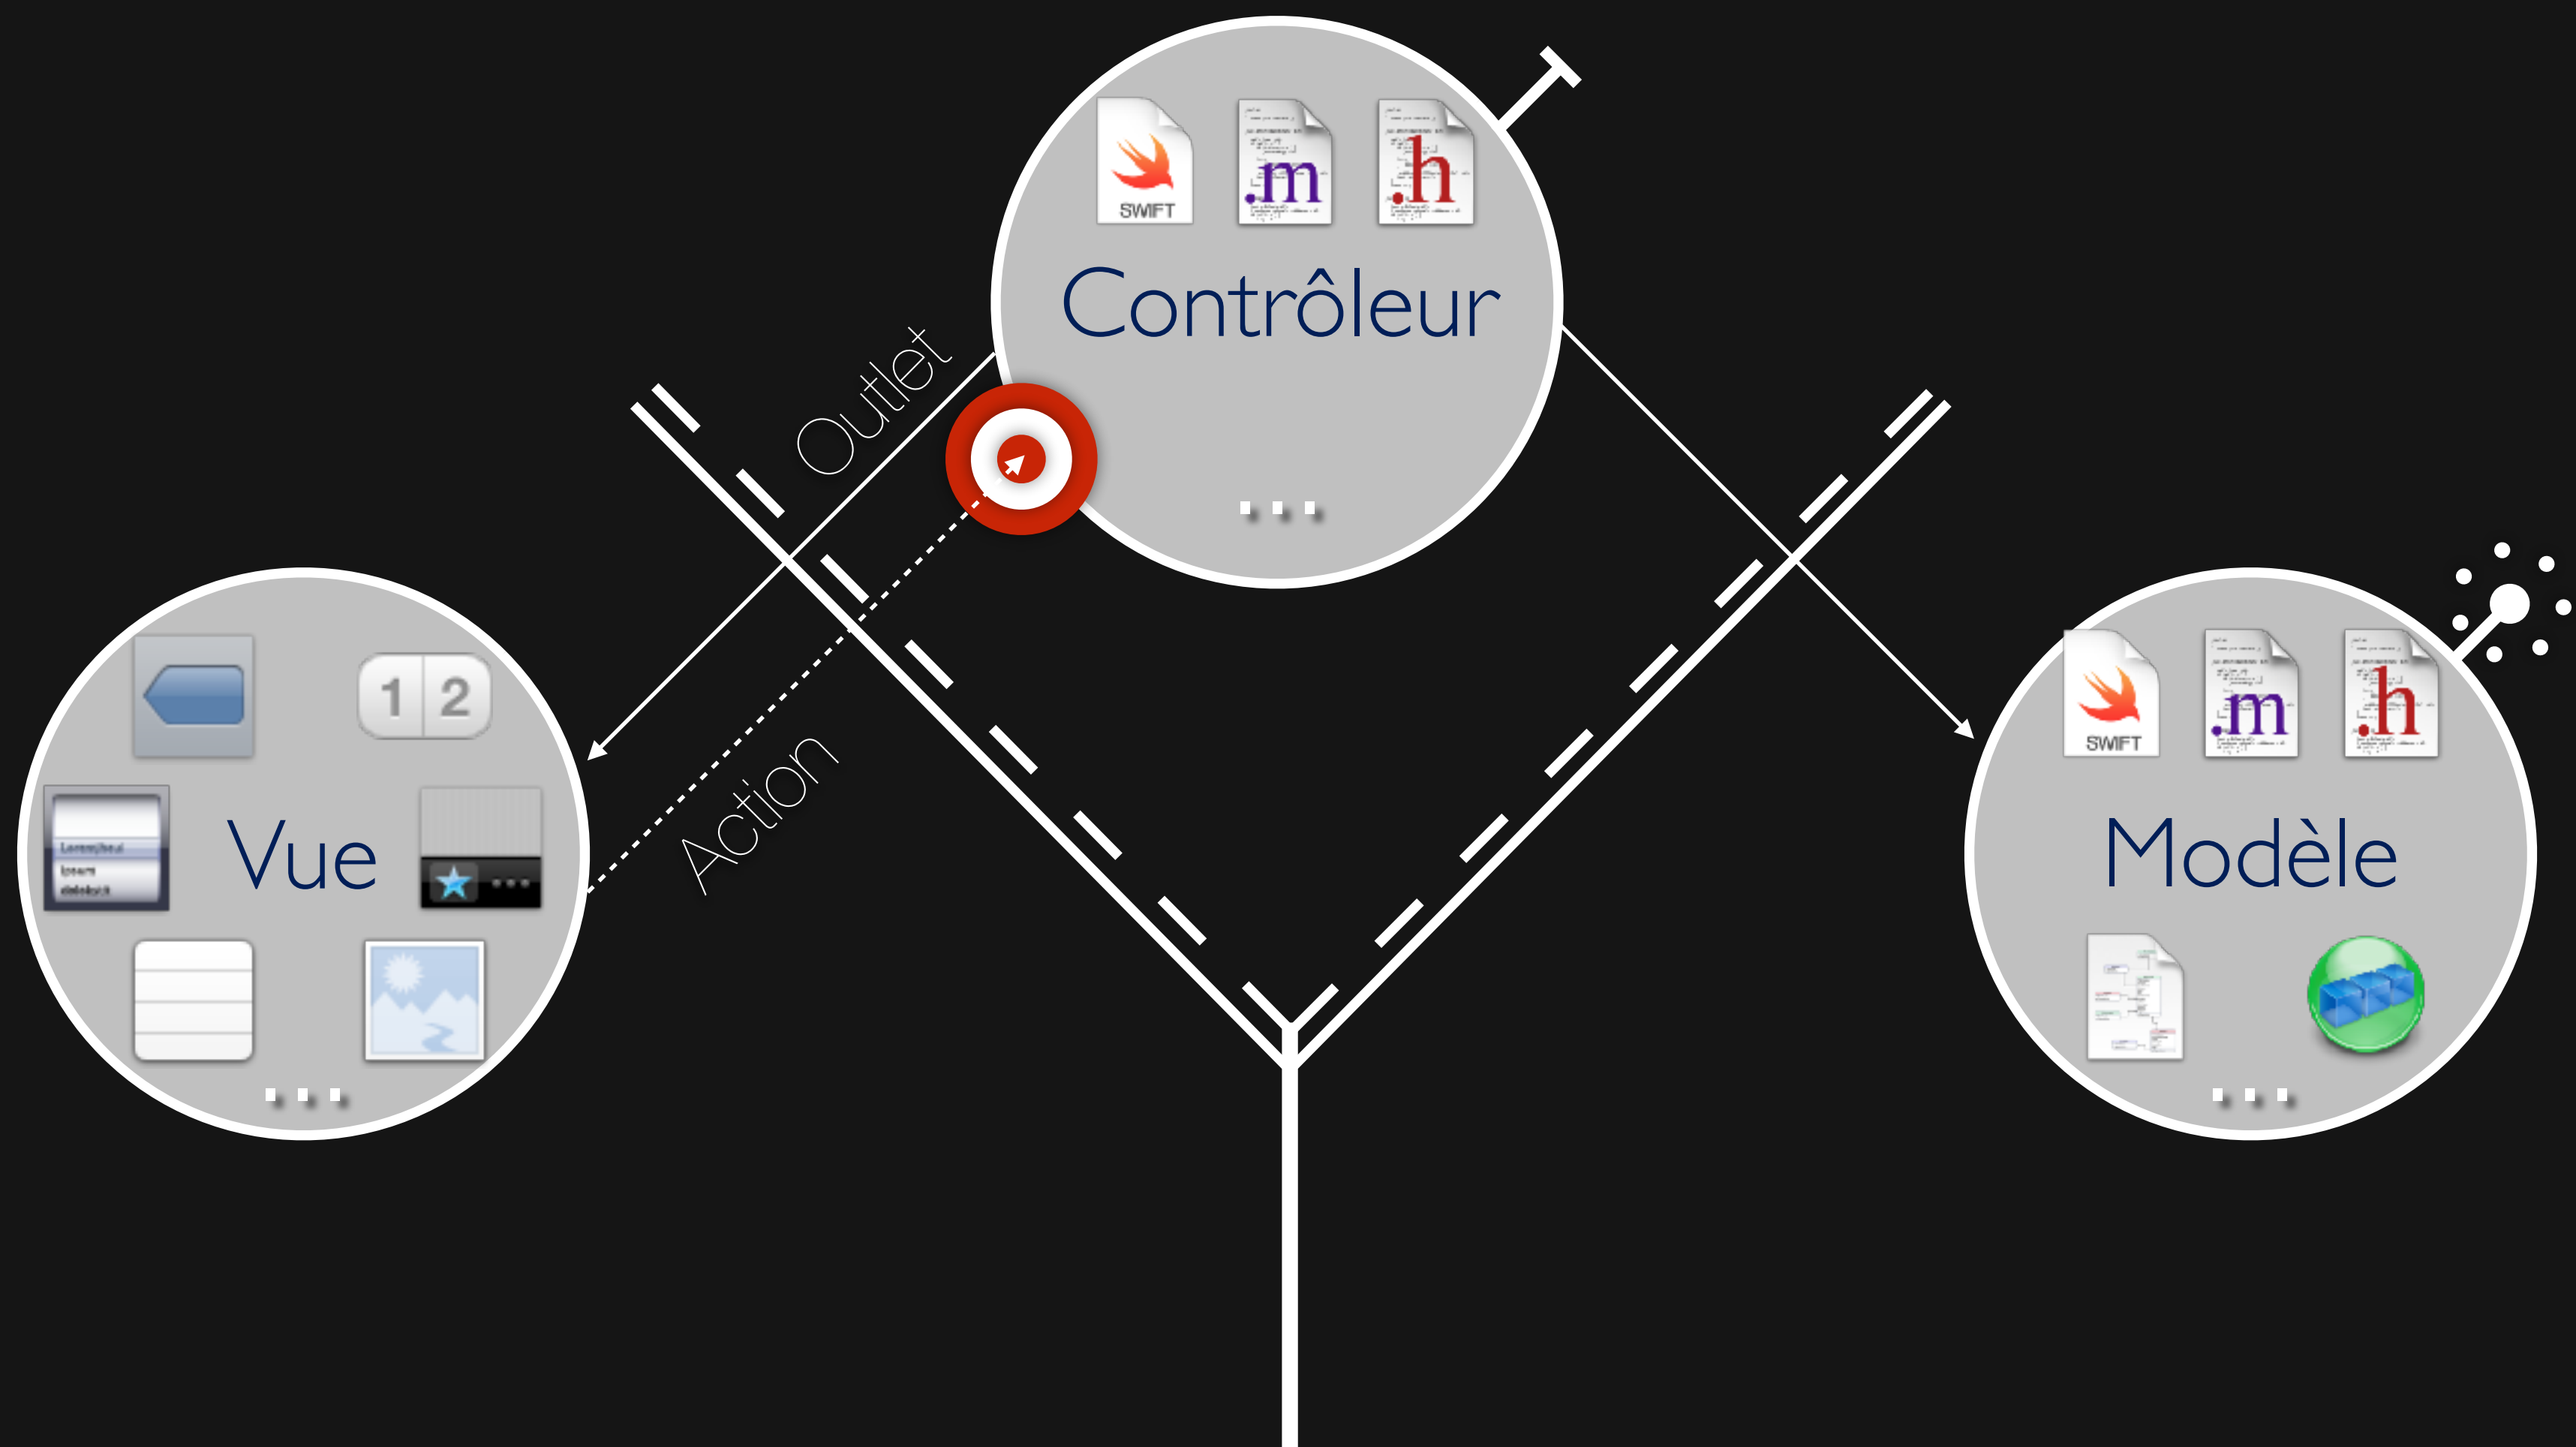 SWIFT
.m
.h
Contrôleur
...
Outlet
Action
1 2
Vue
...
SWIFT
.m
.h
Modèle
...